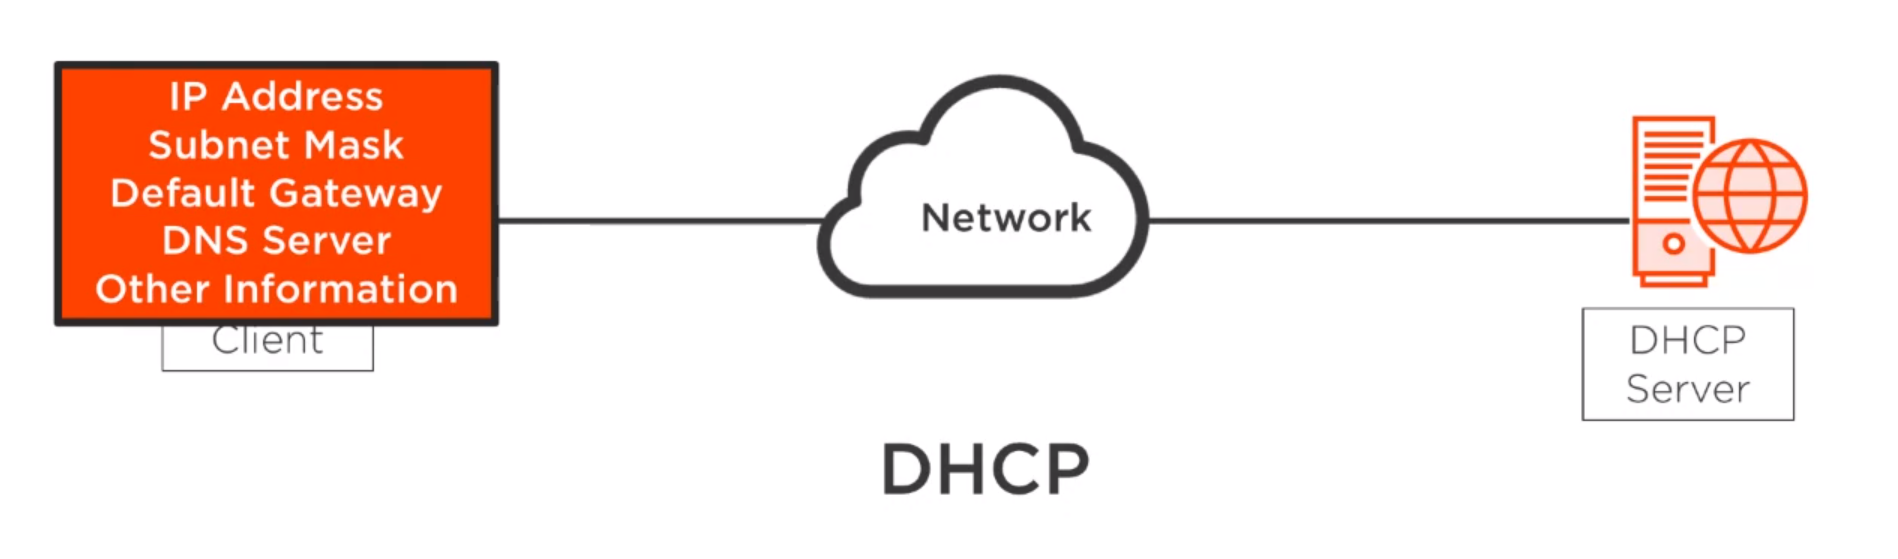 IP Address
Subnet Mask
Default Gateway
DNS Server
Other Information
Client
Network
DHCP
Server
DHCP